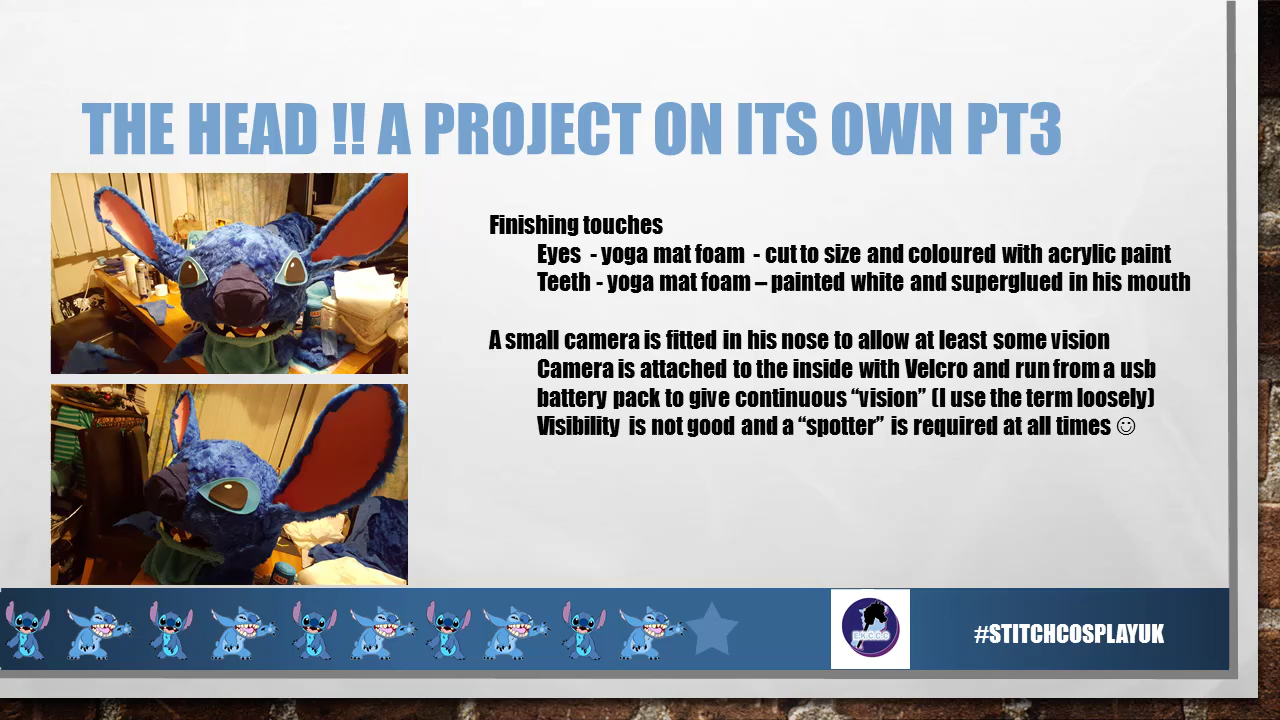 THE HEAD !! A PROJECT ON ITS OWN PT3
Finishing touches
Eyes - yoga mat foam - cut to size and coloured with acrylic paint
Teeth - yoga mat foam – painted white and superglued in his mouth
A small camera is fitted in his nose to allow at least some vision
Camera is attached to the inside with Velcro and run from a usb
battery pack to give continuous “vision” (I use the term loosely)
Visibility is not good and a “spotter” is required at all times ☺
E.K.C.C.C
#STITCHCOSPLAYUK